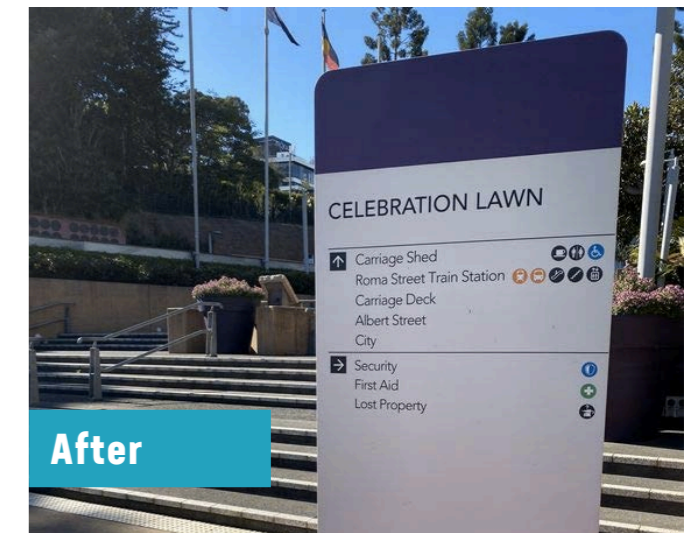 CELEBRATION LAWN
Carriage Shed
Roma Street Train Station
Carriage Deck
Albert Street
City
Security
First Aid
Lost Property
After